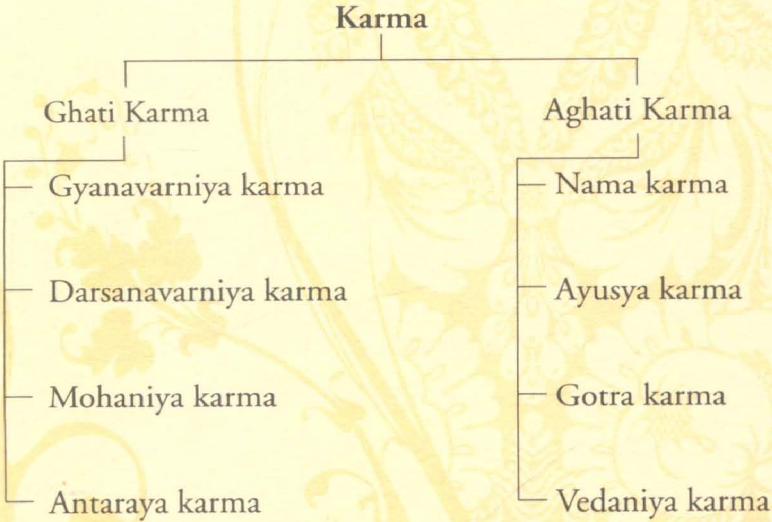 Karma
Ghati Karma
Aghati Karma
Gyanavarniya karma
Nama karma
Darsanavarniya karma
Ayusya karma
Mohaniya karma
Gotra karma
Antaraya karma
Vedaniya karma